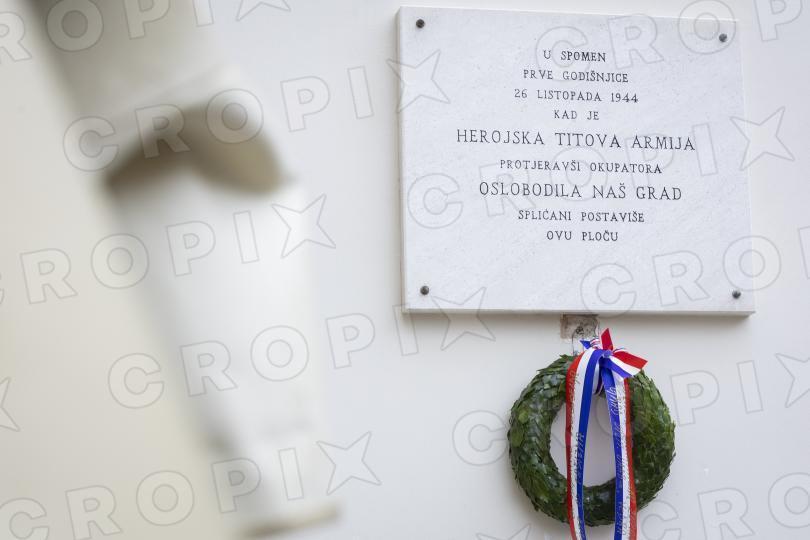 U SPOMEN
PRVE GODIŠNJICE
26 LISTOPADA 1944
KAD JE
HEROJSKA TITOVA ARMIJA
PROTJERAVŠI OKUPATORA
OSLOBODILA NAŠ GRAD
SPLIĆANI POSTAVIŠE
OVU PLOČU
CROPIX